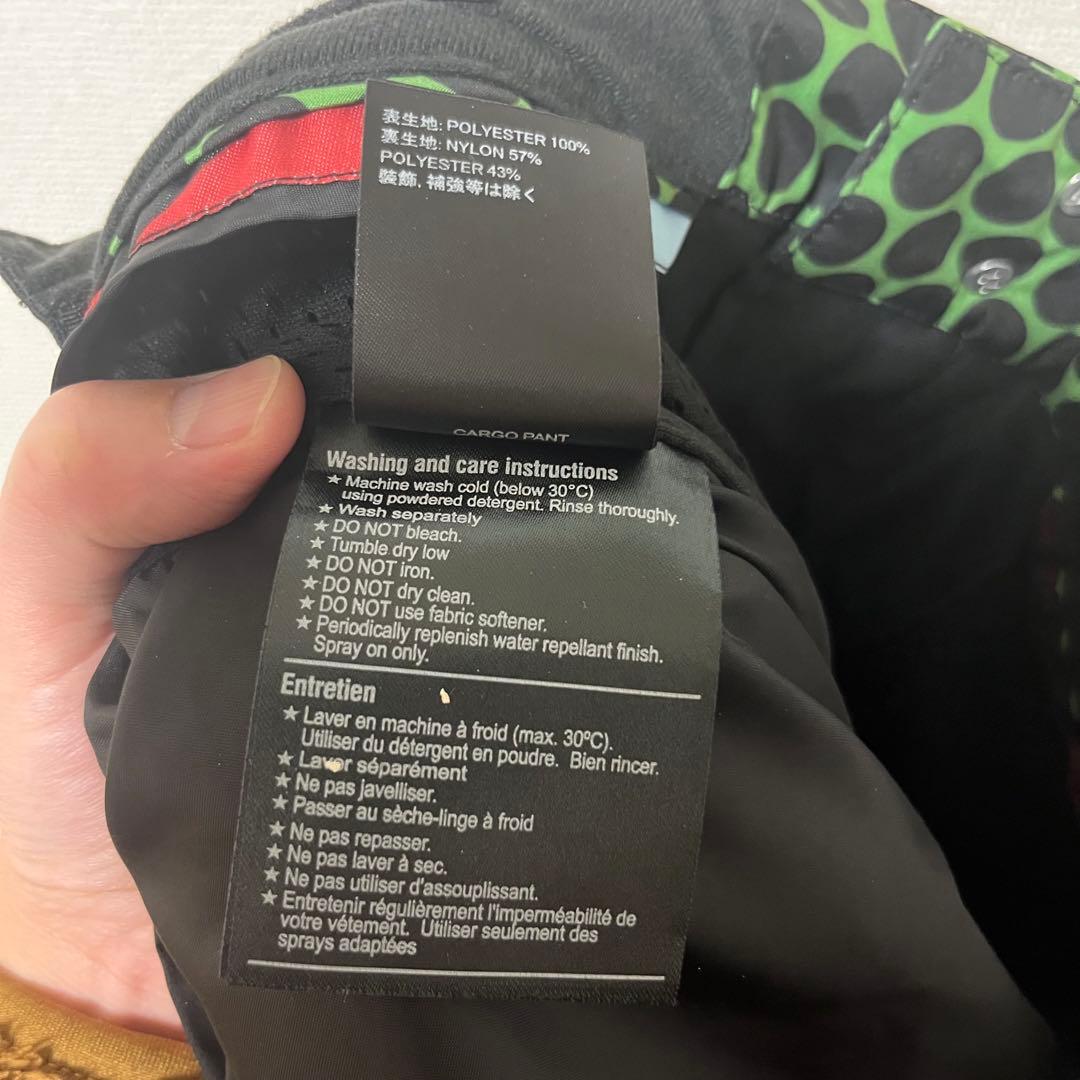 表生地: POLYESTER 100%
裏生地: NYLON 57%
POLYESTER 43%
装飾, 補強等は除く
CARGO PANT
Washing and care instructions
★ Machine wash cold (below 30°C)
using powdered detergent. Rinse thoroughly.
★ Wash separately
★ DO NOT bleach.
★ Tumble dry low
★ DO NOT iron.
★ DO NOT dry clean.
★ DO NOT use fabric softener.
★ Periodically replenish water repellant finish.
Spray on only.
Entretien
★ Laver en machine à froid (max. 30ºC).
Utiliser du détergent en poudre. Bien rincer.
★ Laver séparément
★ Ne pas javelliser.
★ Passer au sèche-linge à froid
★ Ne pas repasser.
★ Ne pas laver à sec.
★ Ne pas utiliser d'assouplissant.
★ Entretenir régulièrement l'imperméabilité de
votre vétement. Utiliser seulement des
sprays adaptées